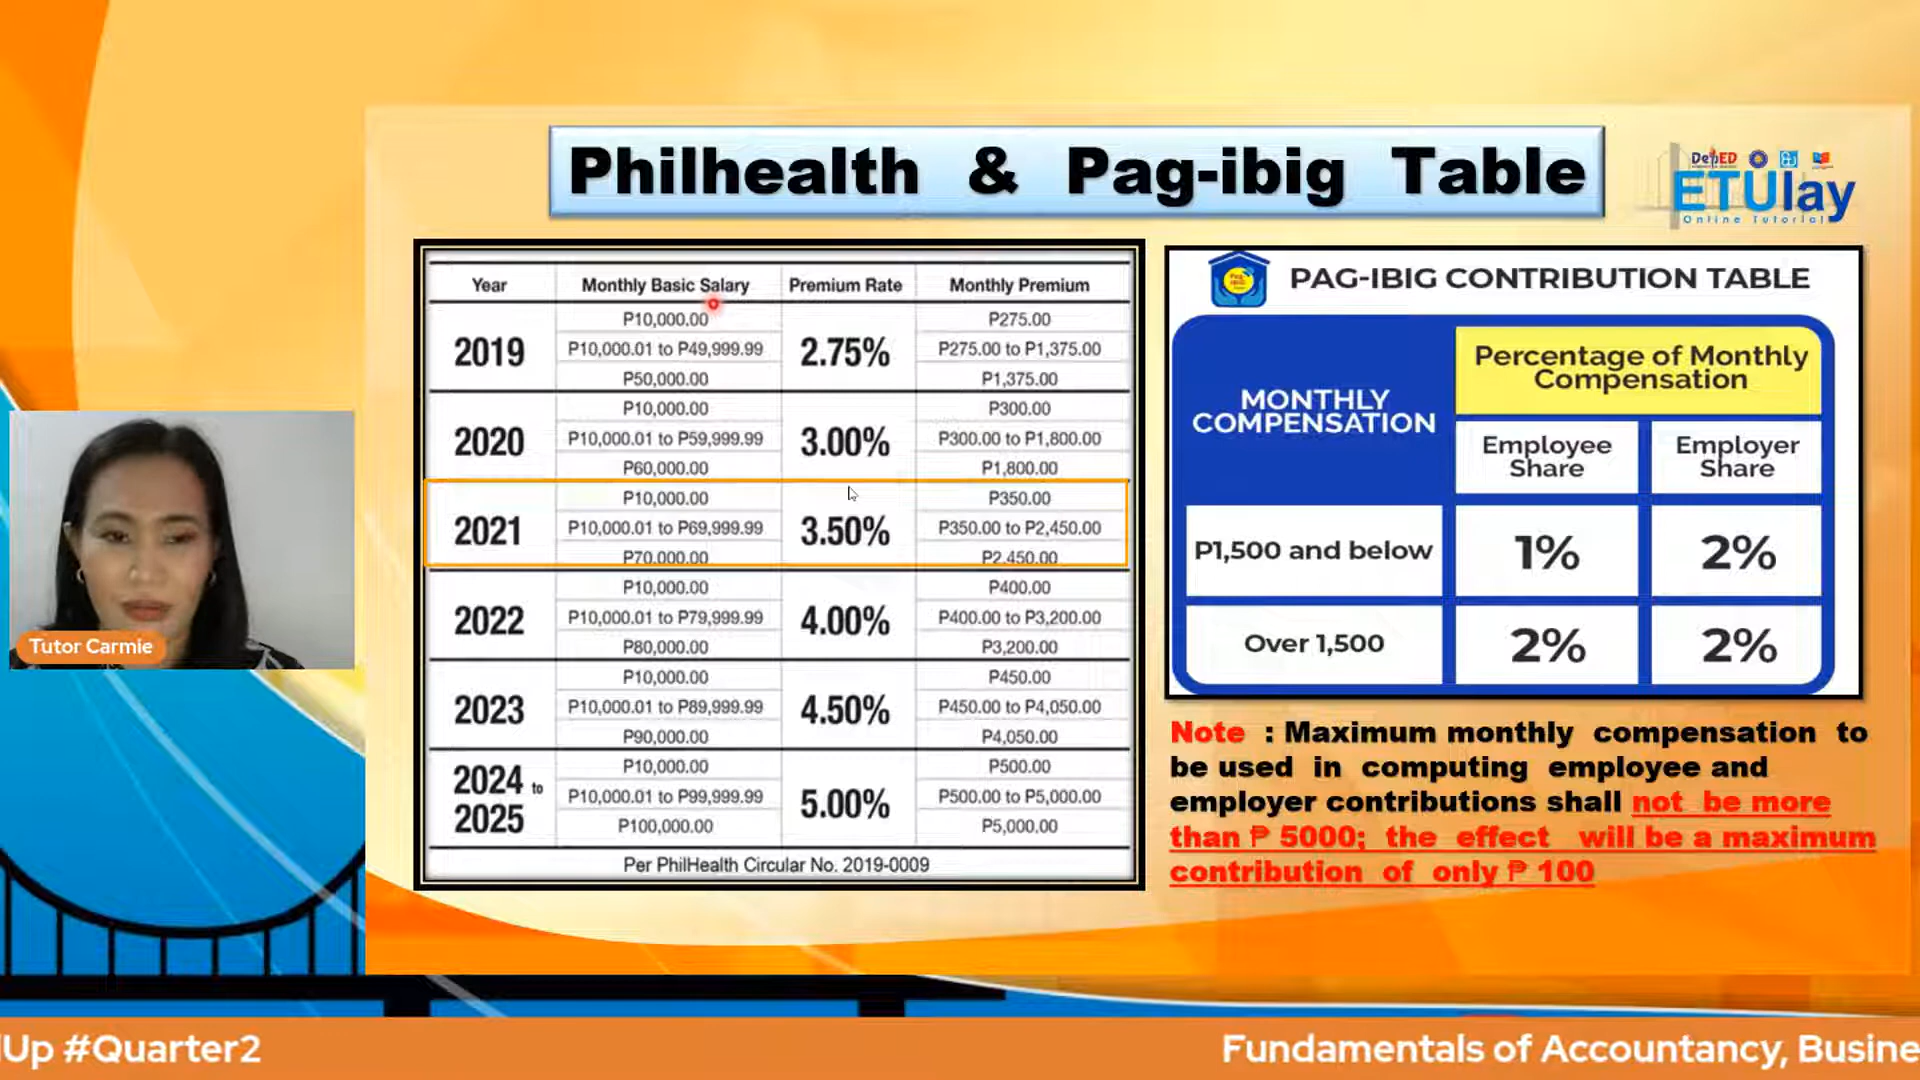 Philhealth & Pag-ibig Table
DepED
ETUlay
Online Tutorial
Year Monthly Basic Salary Premium Rate Monthly Premium
2019 2.75%
P10,000.00 P275.00
P10,000.01 to P49,999.99 P275.00 to P1,375.00
P50,000.00 P1,375.00
2020 3.00%
P10,000.00 P300.00
P10,000.01 to P59,999.99 P300.00 to P1,800.00
P60,000.00 P1,800.00
2021 3.50%
P10,000.00 P350.00
P10,000.01 to P69,999.99 P350.00 to P2,450.00
P70,000.00 P2,450.00
2022 4.00%
P10,000.00 P400.00
P10,000.01 to P79,999.99 P400.00 to P3,200.00
P80,000.00 P3,200.00
2023 4.50%
P10,000.00 P450.00
P10,000.01 to P89,999.99 P450.00 to P4,050.00
P90,000.00 P4,050.00
2024 to 2025 5.00%
P10,000.00 P500.00
P10,000.01 to P99,999.99 P500.00 to P5,000.00
P100,000.00 P5,000.00
Per PhilHealth Circular No. 2019-0009
PAG-IBIG CONTRIBUTION TABLE
MONTHLY
COMPENSATION
Percentage of Monthly
Compensation
Employee Share
Employer Share
P1,500 and below 1% 2%
Over 1,500 2% 2%
Note : Maximum monthly compensation to
be used in computing employee and
employer contributions shall not be more
than ₱ 5000; the effect will be a maximum
contribution of only ₱ 100
Tutor Carmie
Up #Quarter2
Fundamentals of Accountancy, Busine